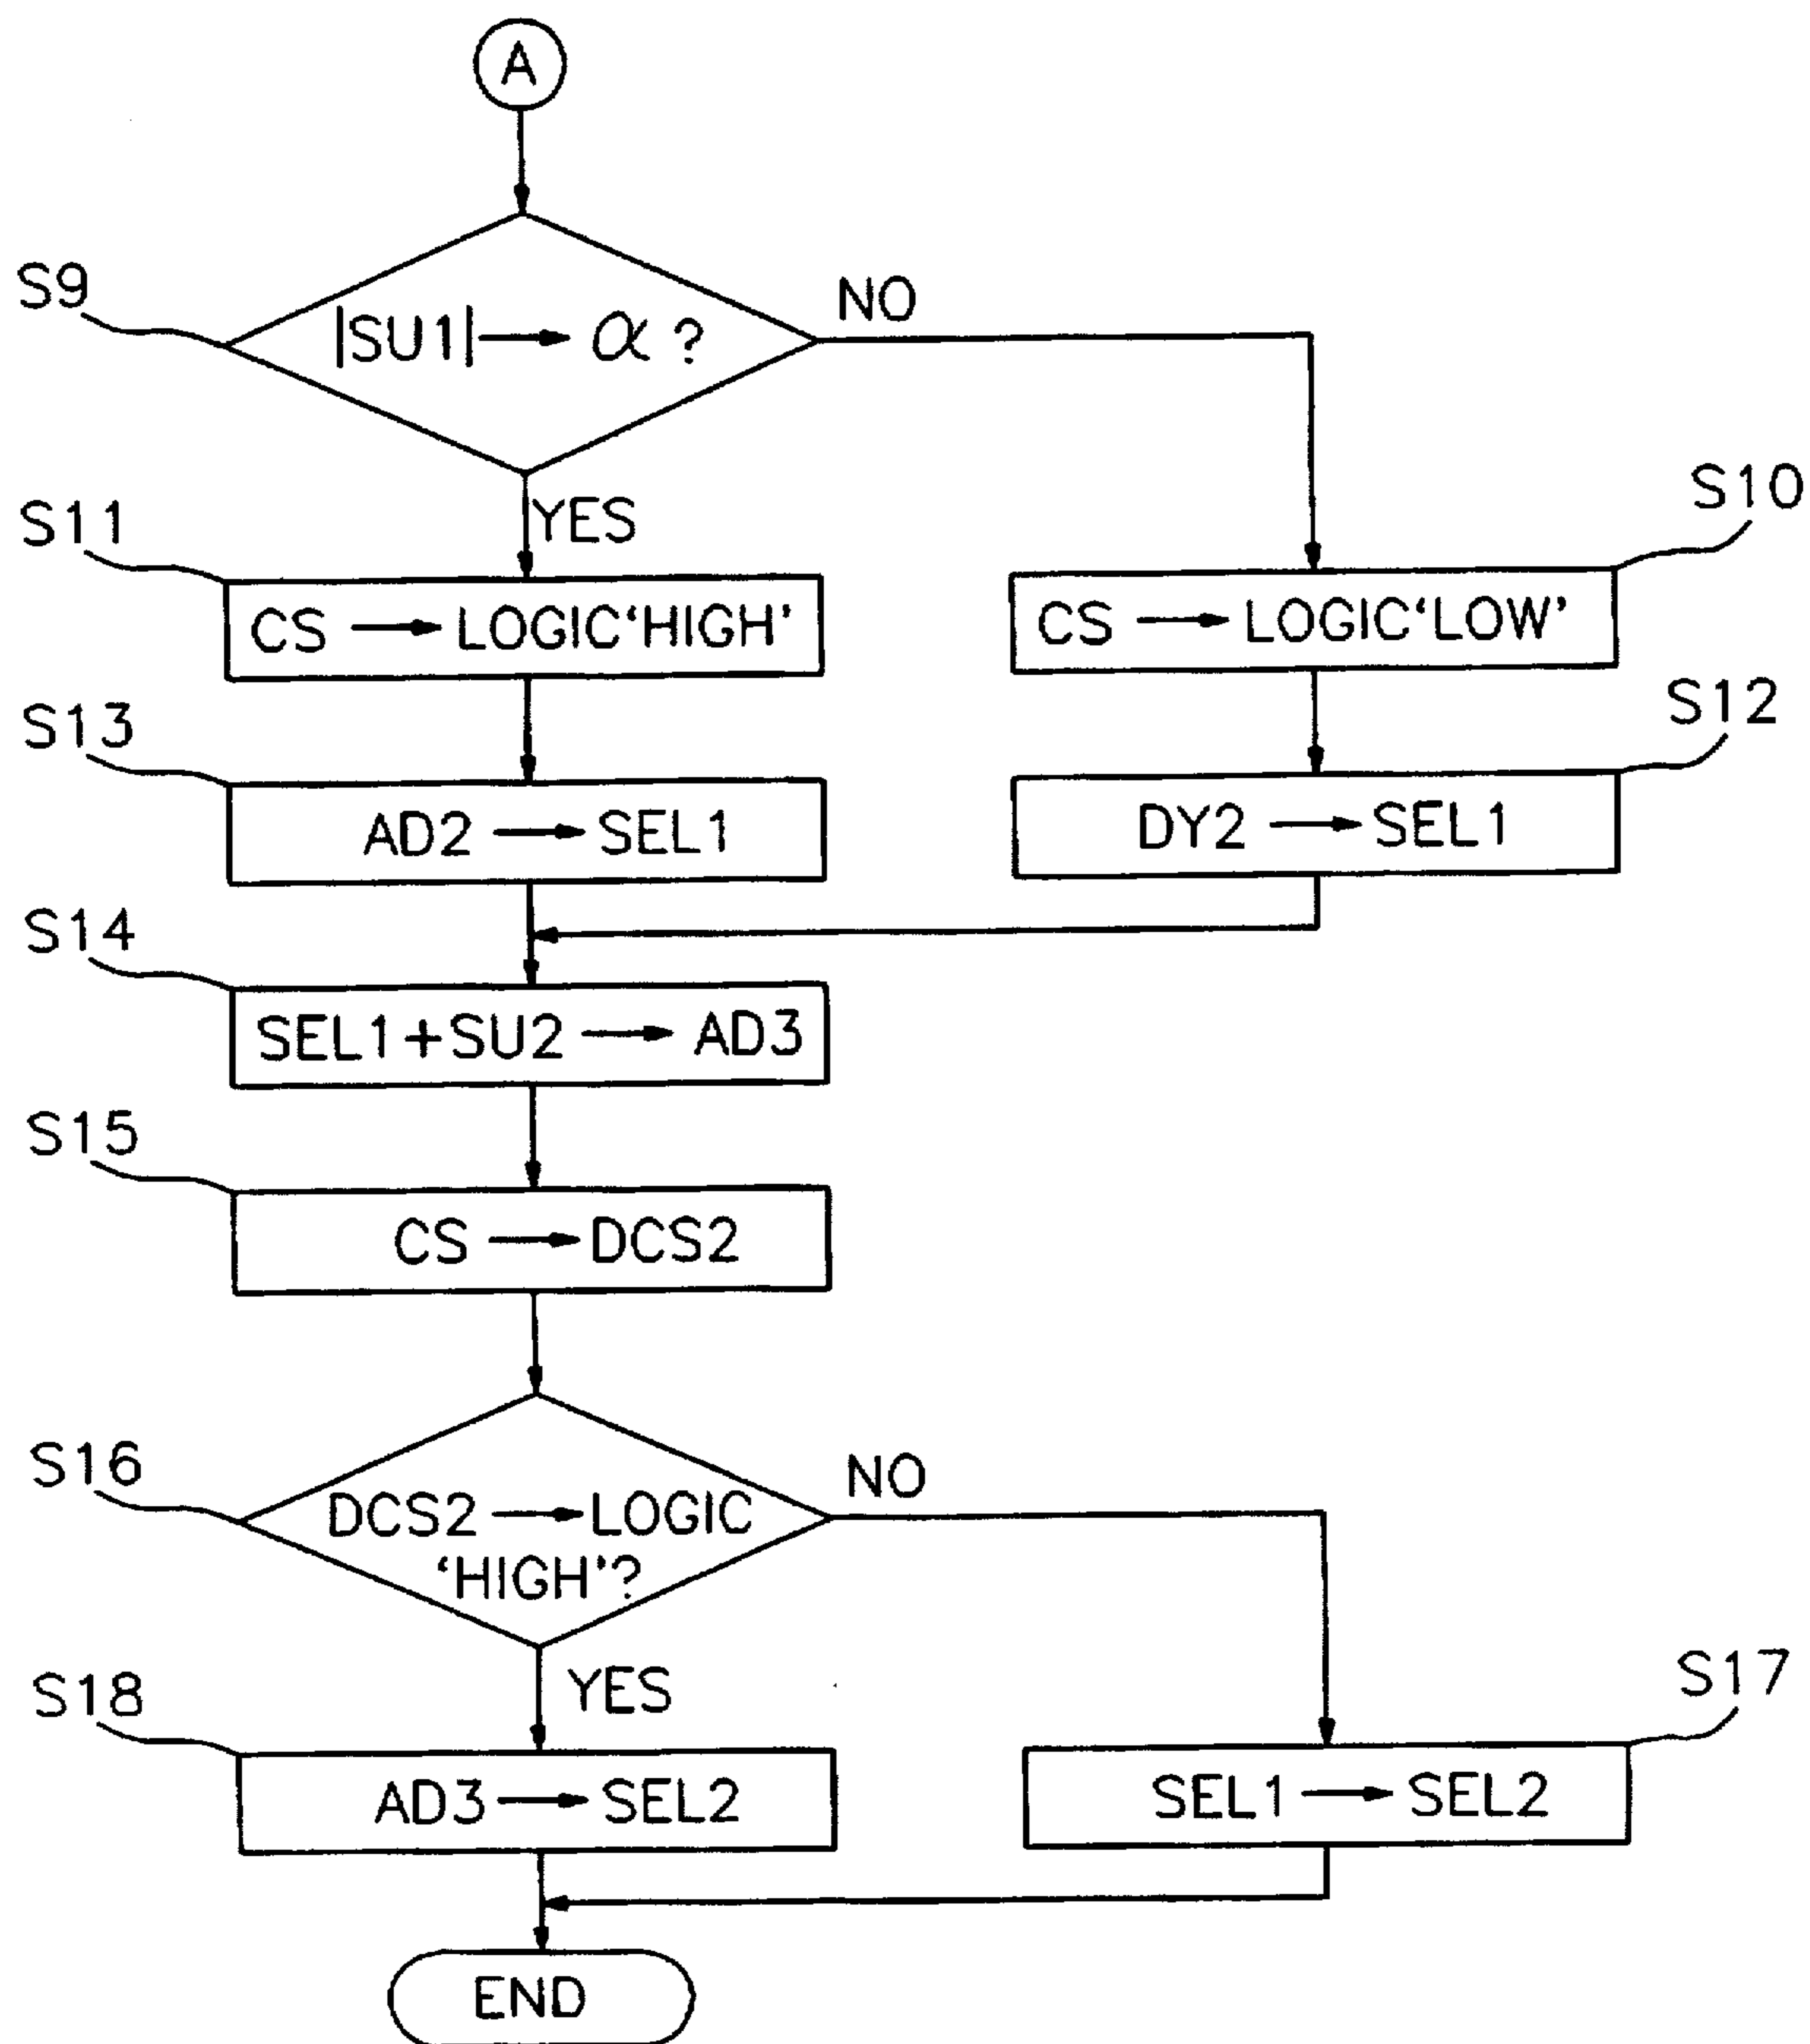 A
S9
|SU1| → α ?
NO
YES
S11
CS → LOGIC‘HIGH’
S10
CS → LOGIC‘LOW’
S13
AD2 → SEL1
S12
DY2 → SEL1
S14
SEL1+SU2 → AD3
S15
CS → DCS2
S16
DCS2 → LOGIC
‘HIGH’?
NO
YES
S18
AD3 → SEL2
S17
SEL1 → SEL2
END